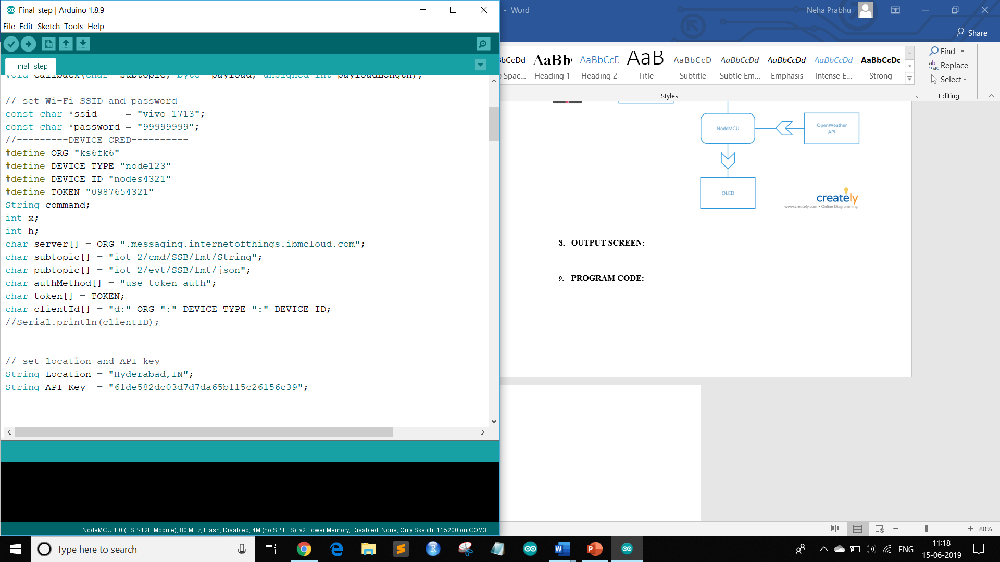 Final_step | Arduino 1.8.9
File Edit Sketch Tools Help
Final_step
void callback(char* subtopic, byte* payload, unsigned int payloadLength);
// set Wi-Fi SSID and password
const char *ssid     = "vivo 1713";
const char *password = "99999999";
//---------DEVICE CRED----------
#define ORG "ks6fk6"
#define DEVICE_TYPE "node123"
#define DEVICE_ID "nodes4321"
#define TOKEN "0987654321"
String command;
int x;
int h;
char server[] = ORG ".messaging.internetofthings.ibmcloud.com";
char subtopic[] = "iot-2/cmd/SSB/fmt/String";
char pubtopic[] = "iot-2/evt/SSB/fmt/json";
char authMethod[] = "use-token-auth";
char token[] = TOKEN;
char clientId[] = "d:" ORG ":" DEVICE_TYPE ":" DEVICE_ID;
//Serial.println(clientID);
// set location and API key
String Location = "Hyderabad,IN";
String API_Key  = "61de582dc03d7d7da65b115c26156c39";
NodeMCU 1.0 (ESP-12E Module), 80 MHz, Flash, Disabled, 4M (no SPIFFS), v2 Lower Memory, Disabled, None, Only Sketch, 115200 on COM3
- Word
Neha Prabhu
Share
bCcDd AaBb AaBbCcD AaB AaBbCcD AaBbCcDd AaBbCcDd AaBbCcDd AaBbCcDc
Spac... Heading 1 Heading 2 Title Subtitle Subtle Em... Emphasis Intense E... Strong
Styles
Find
Replace
Select
Editing
NodeMCU
OpenWeather
API
OLED
creately
www.creately.com • Online Diagramming
8. OUTPUT SCREEN:
9. PROGRAM CODE:
80%
Type here to search
ENG
11:18
15-06-2019